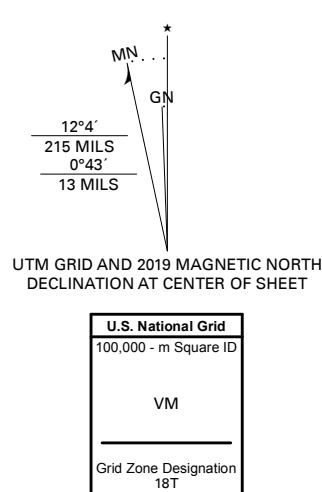 ★
MN
GN
12°4´
215 MILS
0°43´
13 MILS
UTM GRID AND 2019 MAGNETIC NORTH
DECLINATION AT CENTER OF SHEET
U.S. National Grid
100,000 - m Square ID
VM
Grid Zone Designation
18T